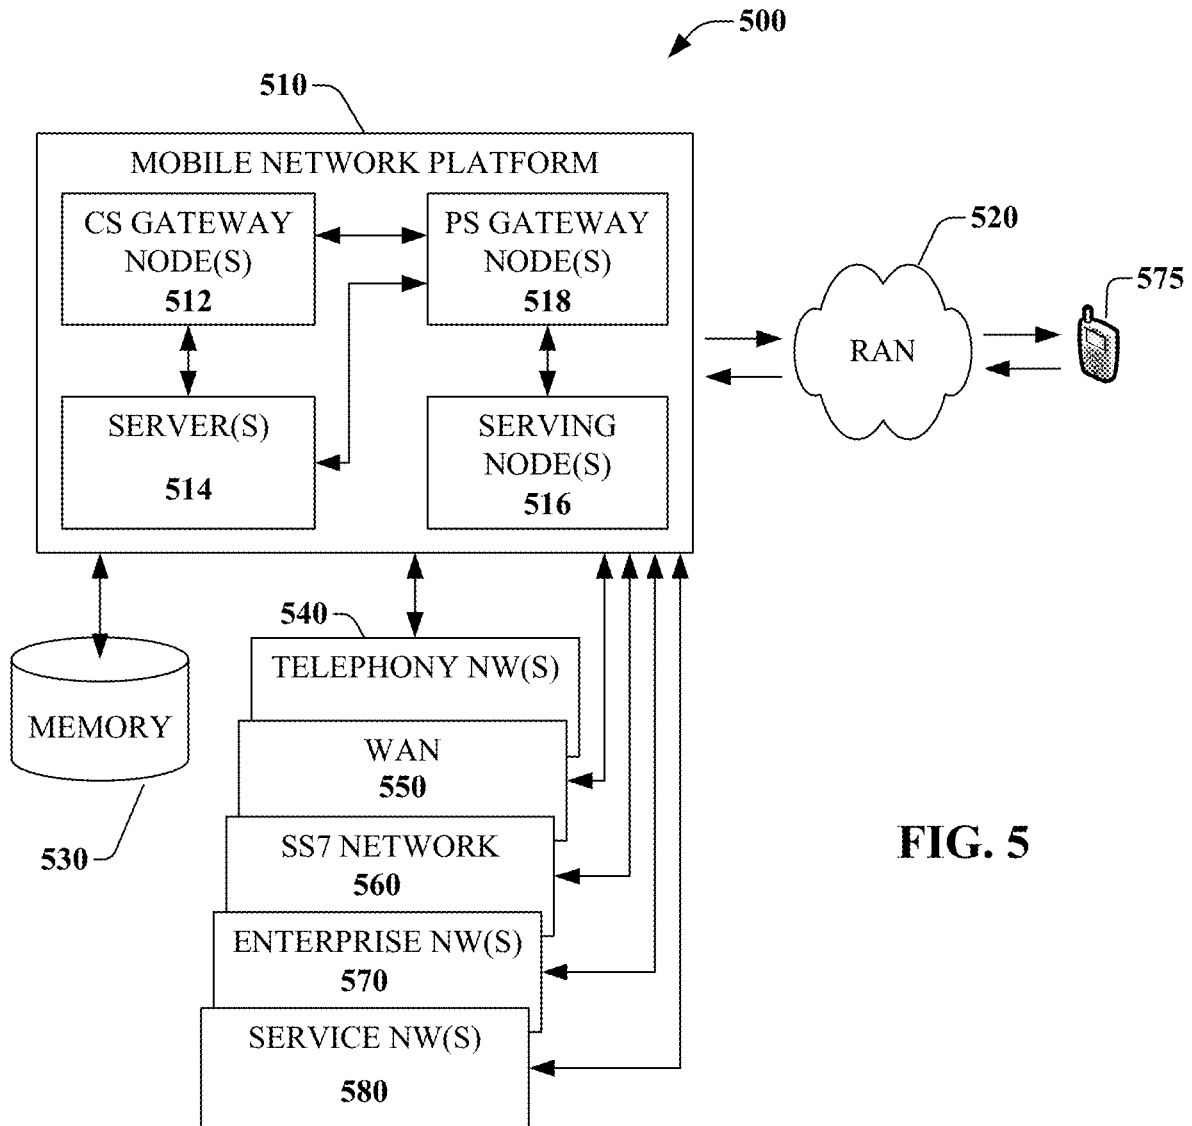 500
510
MOBILE NETWORK PLATFORM
CS GATEWAY
NODE(S)
512
PS GATEWAY
NODE(S)
518
SERVER(S)
514
SERVING
NODE(S)
516
520
RAN
575
540
TELEPHONY NW(S)
MEMORY
530
WAN
550
SS7 NETWORK
560
ENTERPRISE NW(S)
570
SERVICE NW(S)
580
FIG. 5